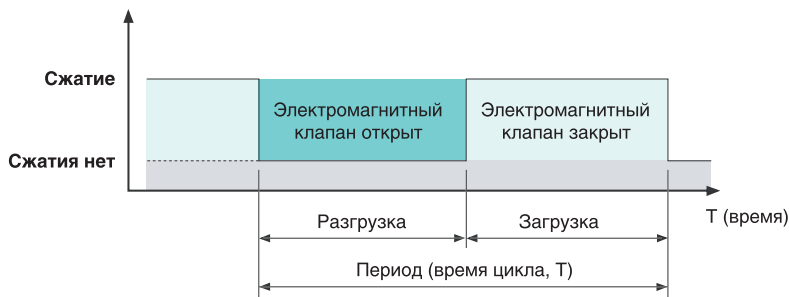 Сжатие
Электромагнитный
клапан открыт
Электромагнитный
клапан закрыт
Сжатия нет
T (время)
Разгрузка
Загрузка
Период (время цикла, T)